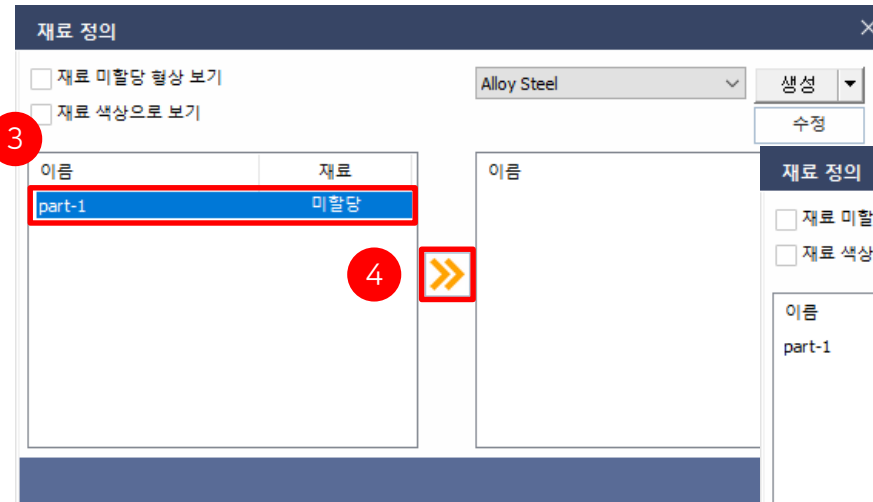 재료 정의
재료 미할당 형상 보기
재료 색상으로 보기
Alloy Steel
생성
수정
3
이름 재료
part-1 미할당
4
이름
재료 정의
재료 미할
재료 색상
이름
part-1